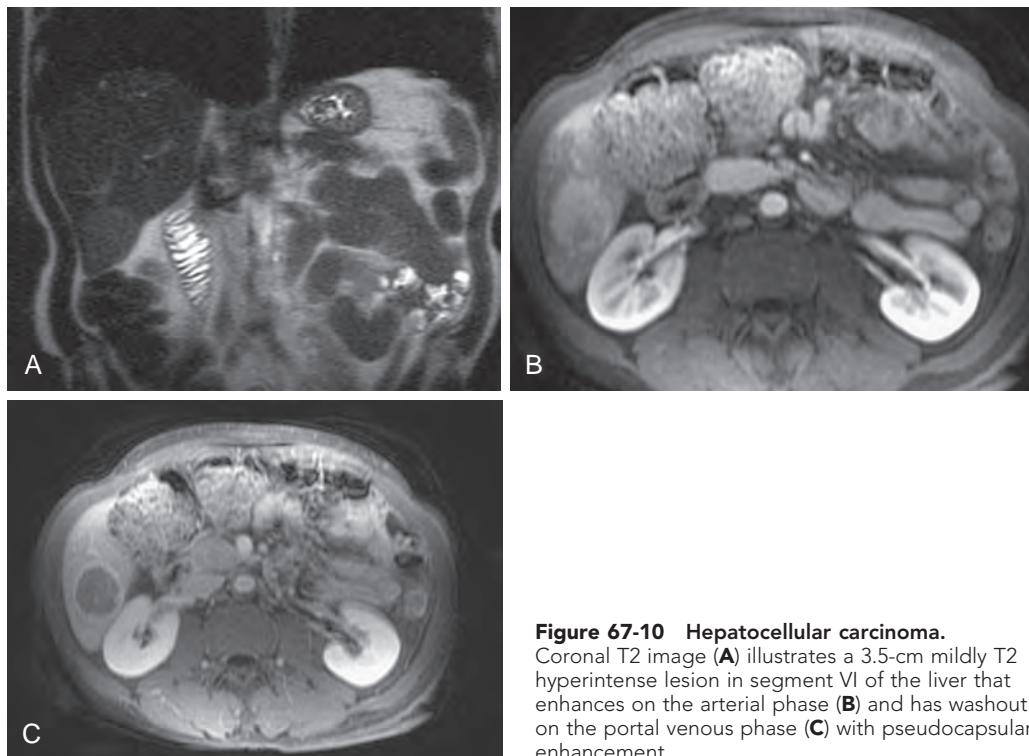 A
B
C
Figure 67-10 Hepatocellular carcinoma.
Coronal T2 image (A) illustrates a 3.5-cm mildly T2
hyperintense lesion in segment VI of the liver that
enhances on the arterial phase (B) and has washout
on the portal venous phase (C) with pseudocapsular
enhancement.